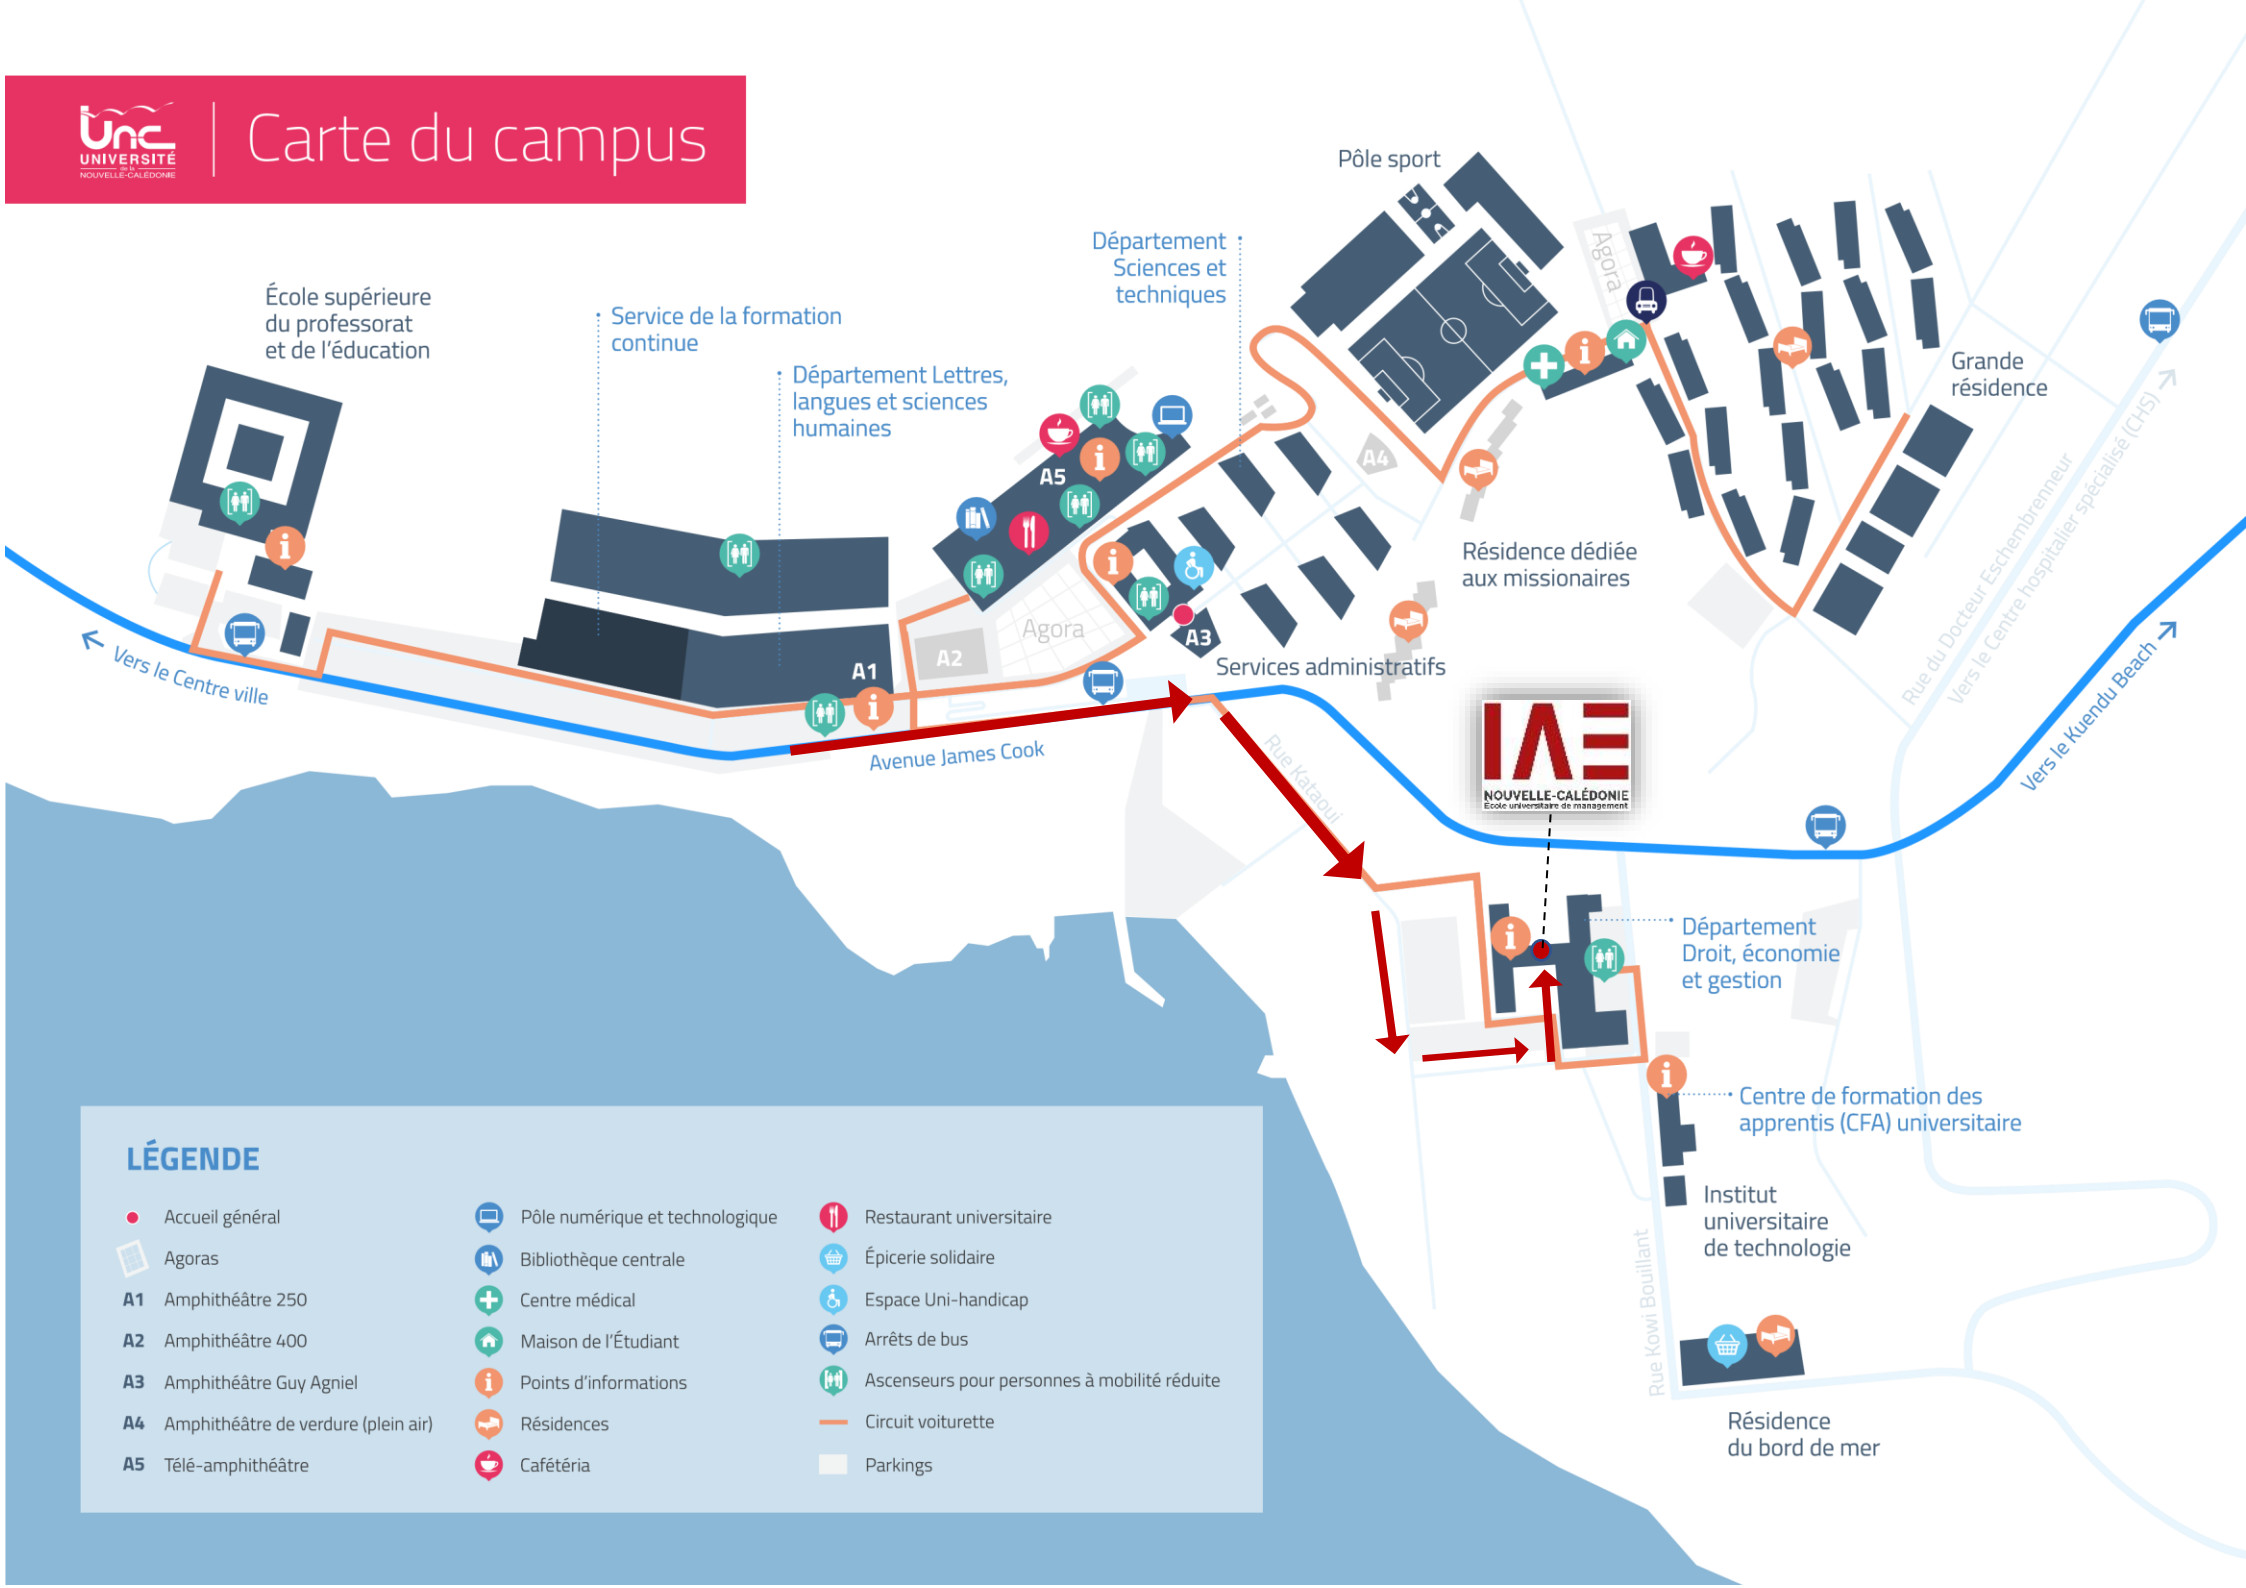 Unc
UNIVERSITÉ
de la
NOUVELLE-CALÉDONIE
Carte du campus
Pôle sport
Département
Sciences et
techniques
Agora
École supérieure
du professorat
et de l'éducation
Service de la formation
continue
Département Lettres,
langues et sciences
humaines
Grande
résidence
A5
A4
Résidence dédiée
aux missionaires
Rue du Docteur Eschembrenneur
Vers le Centre hospitalier spécialisé (CHS)
Agora
A2
A3
A1
Services administratifs
Vers le Centre ville
Avenue James Cook
Rue Kataoui
Vers le Kuendu Beach
IAE
NOUVELLE-CALÉDONIE
École universitaire de management
Département
Droit, économie
et gestion
Centre de formation des
apprentis (CFA) universitaire
Institut
universitaire
de technologie
Rue Kowi Bouillant
Résidence
du bord de mer
LÉGENDE
Accueil général
Agoras
A1 Amphithéâtre 250
A2 Amphithéâtre 400
A3 Amphithéâtre Guy Agniel
A4 Amphithéâtre de verdure (plein air)
A5 Télé-amphithéâtre
Pôle numérique et technologique
Bibliothèque centrale
Centre médical
Maison de l'Étudiant
Points d'informations
Résidences
Cafétéria
Restaurant universitaire
Épicerie solidaire
Espace Uni-handicap
Arrêts de bus
Ascenseurs pour personnes à mobilité réduite
Circuit voiturette
Parkings